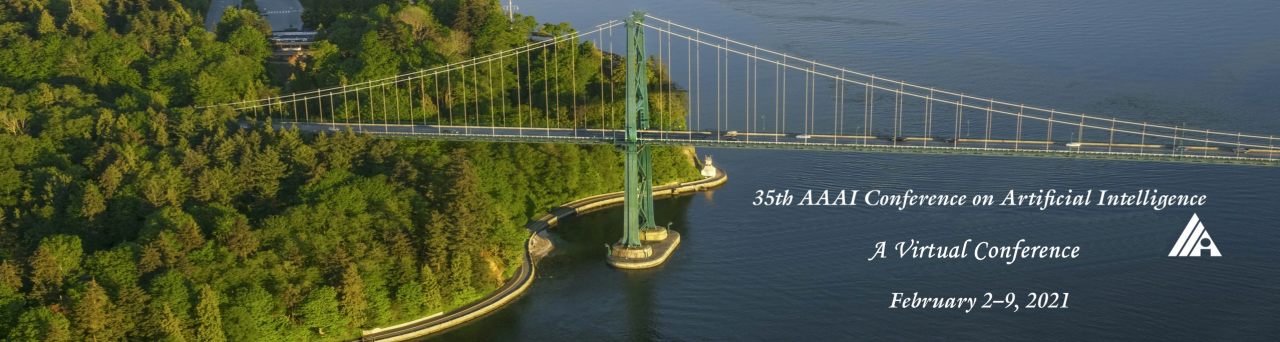 35th AAAI Conference on Artificial Intelligence
A Virtual Conference
February 2–9, 2021